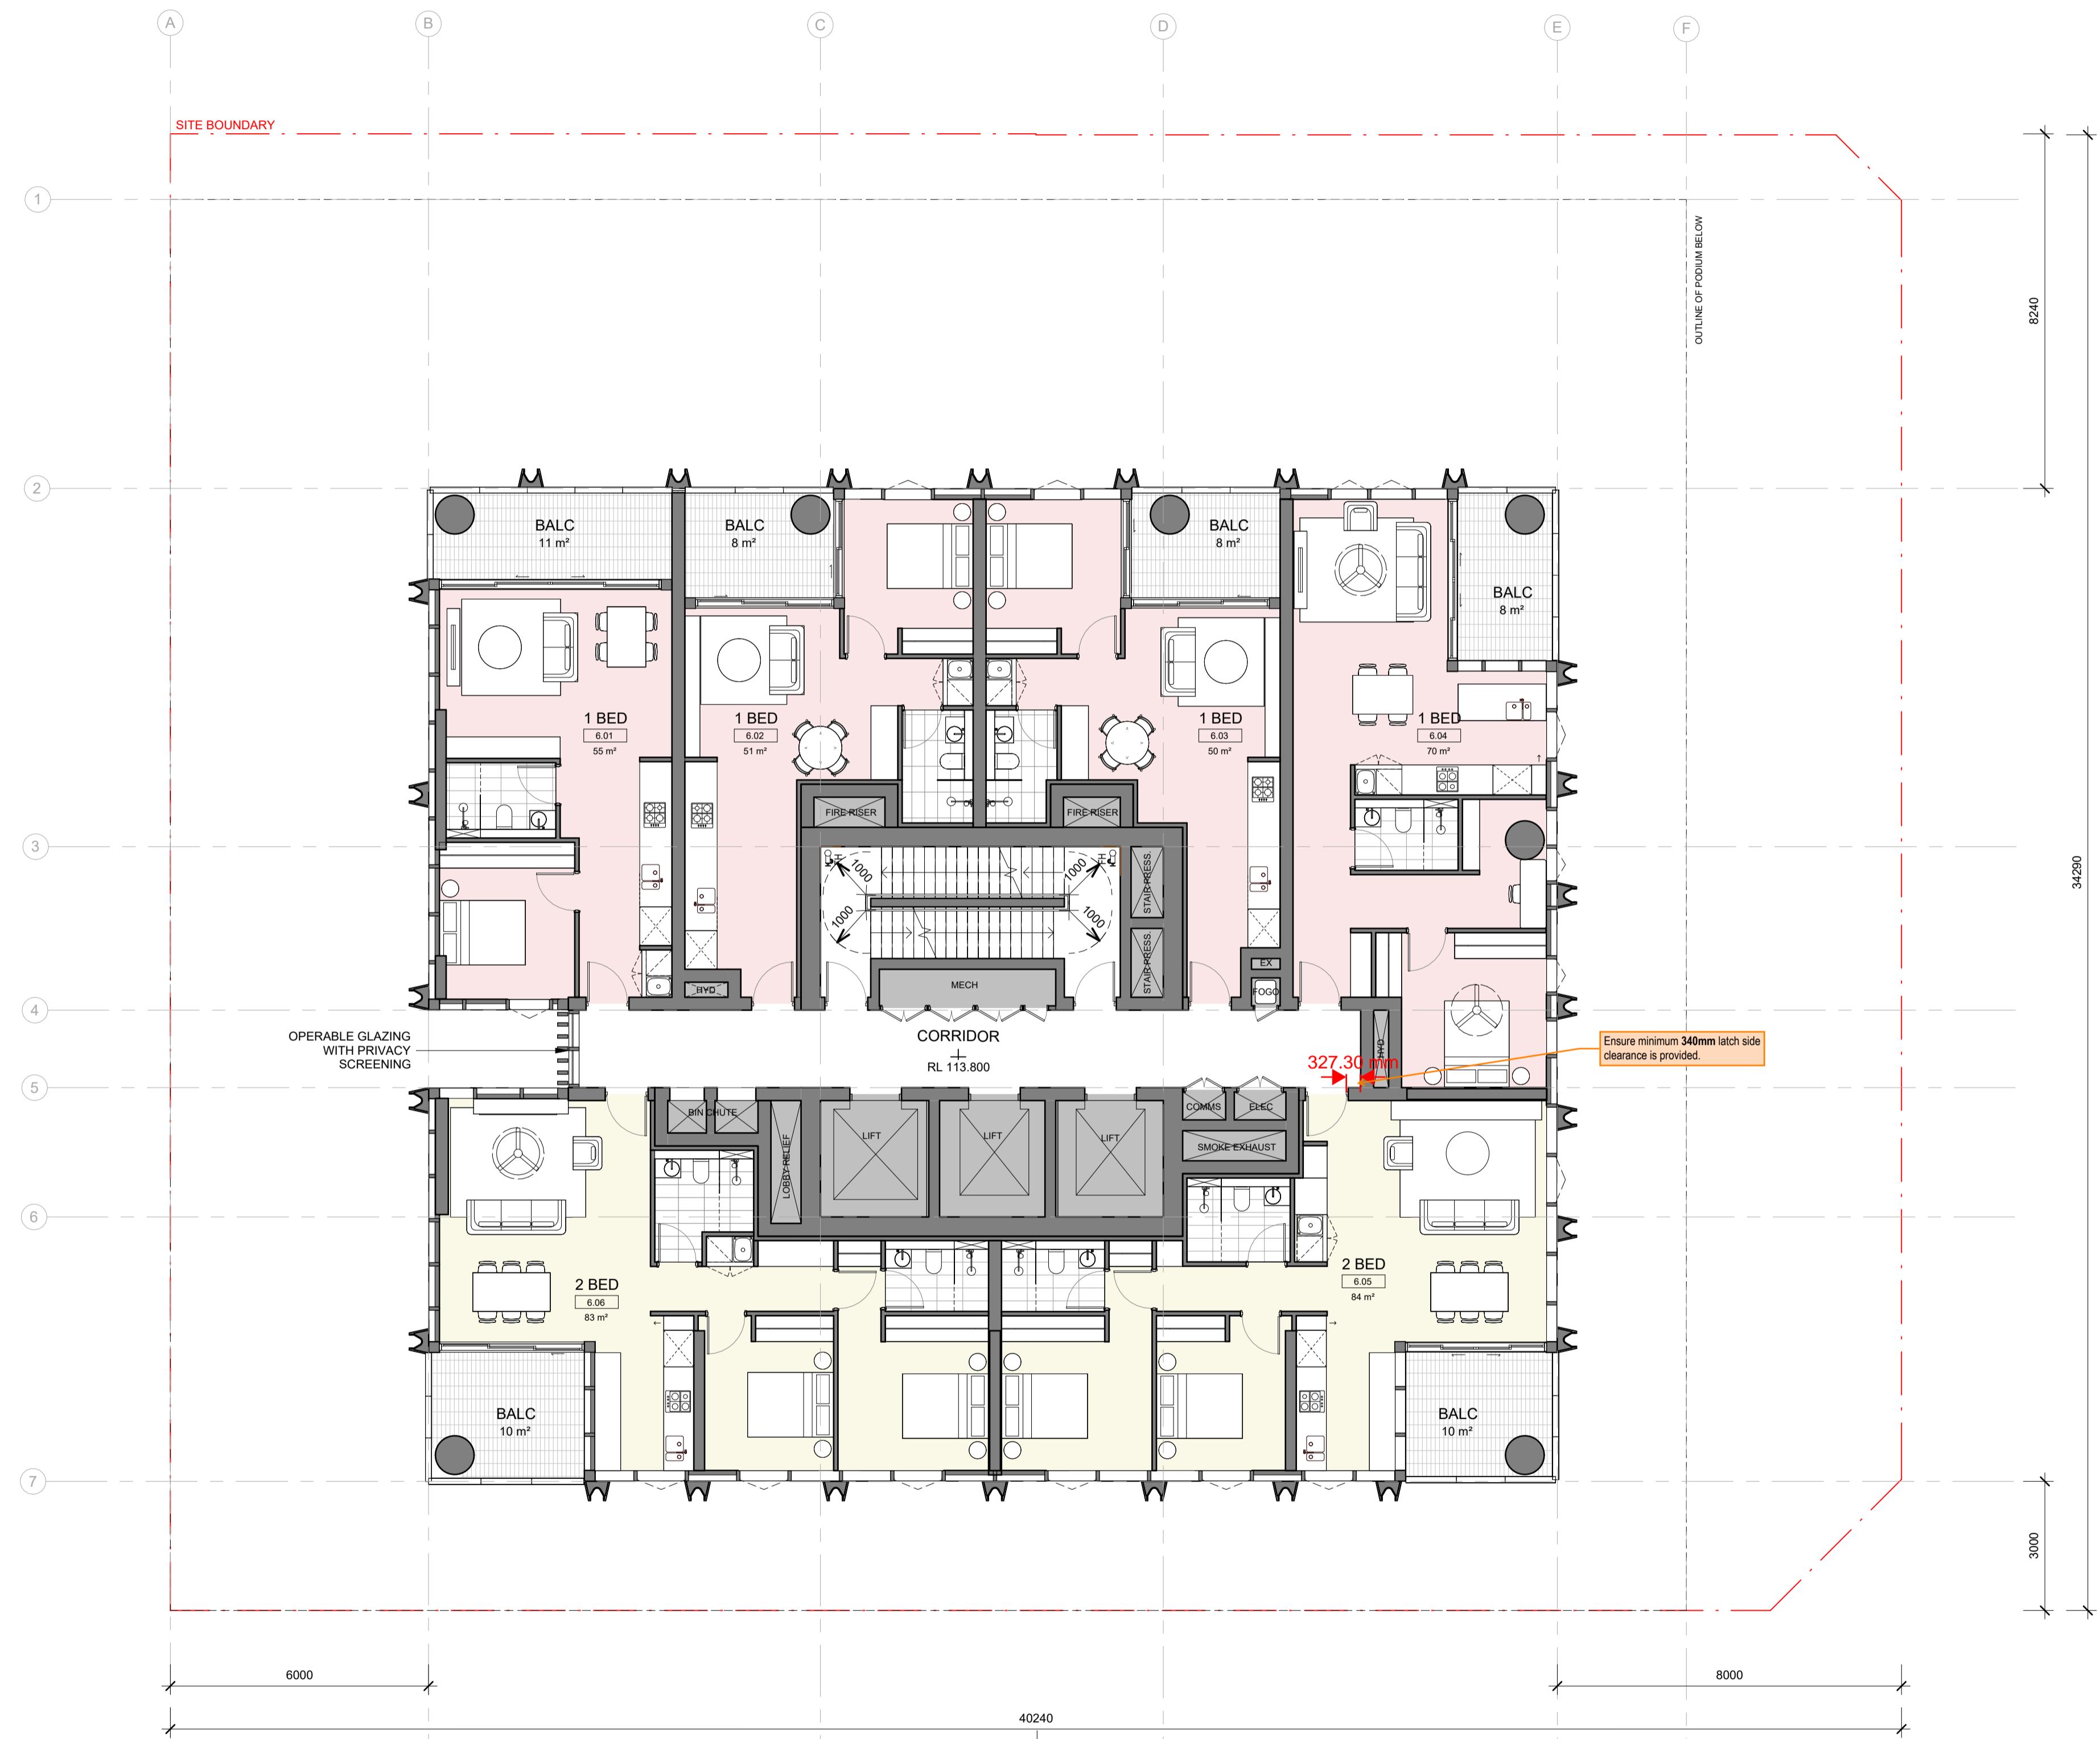 A
B
C
D
E
F
SITE BOUNDARY
1
OUTLINE OF PODIUM BELOW
8240
2
BALC
11 m²
BALC
8 m²
BALC
8 m²
BALC
8 m²
1 BED
6.01
55 m²
1 BED
6.02
51 m²
1 BED
6.03
50 m²
1 BED
6.04
70 m²
FIRE RISER
FIRE RISER
3
FH
1000
1000
FH
1000
1000
STAIR PRESS.
STAIR PRESS.
34290
HYD
MECH
EX
FOGO
4
OPERABLE GLAZING
WITH PRIVACY
SCREENING
CORRIDOR
RL 113.800
HYD
327.30 mm
Ensure minimum 340mm latch side
clearance is provided.
5
BIN CHUTE
LOBBY RELIEF
LIFT
LIFT
LIFT
COMMS
ELEC
SMOKE EXHAUST
6
2 BED
6.06
83 m²
2 BED
6.05
84 m²
BALC
10 m²
BALC
10 m²
7
3000
6000
8000
40240